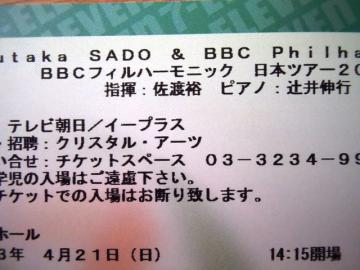 ELEVEN
utaka SADO & BBC Philha
BBCフィルハーモニック 日本ツアー20
指揮:佐渡裕 ピアノ:辻井伸行
テレビ朝日/イープラス
・招聘:クリスタル・アーツ
い合せ:チケットスペース 03-3234-99
学児の入場はご遠慮下さい。
チケットでの入場はお断り致します。
ホール
3年 4月21日(日) 14:15開場